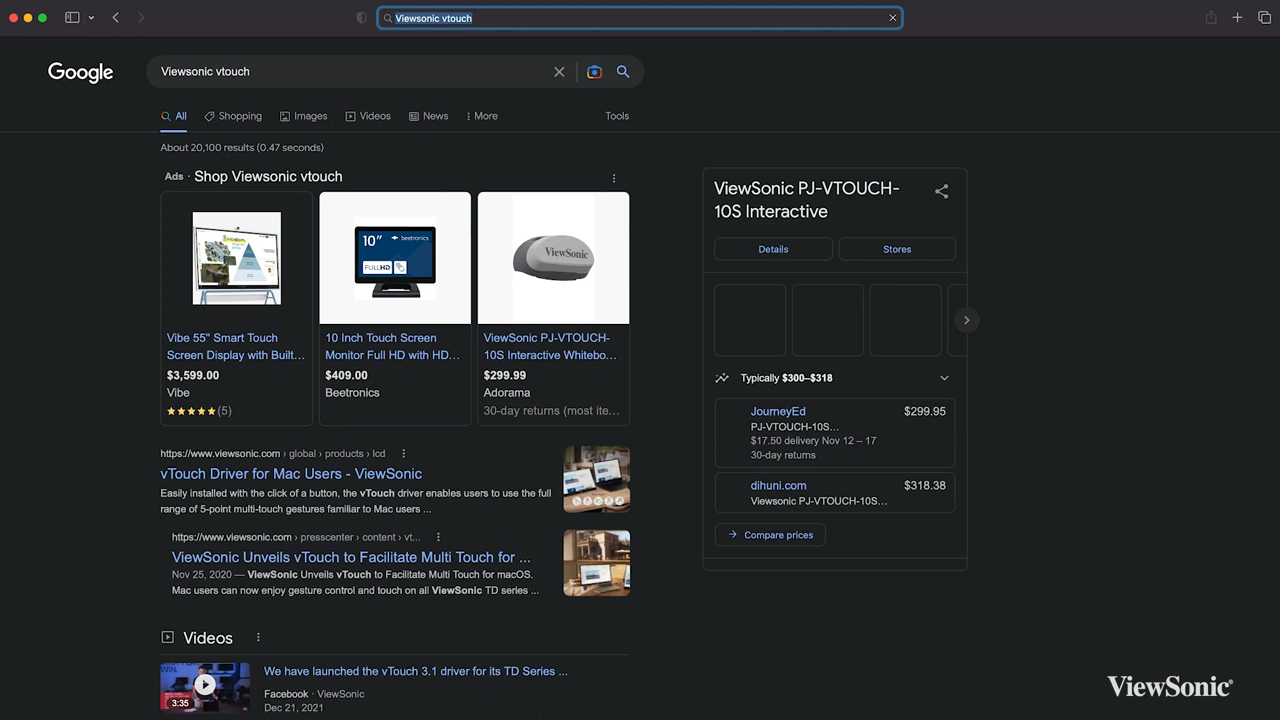 Viewsonic vtouch
Google
Viewsonic vtouch
All
Shopping
Images
Videos
News
More
Tools
About 20,100 results (0.47 seconds)
Ads · Shop Viewsonic vtouch
Vibe 55" Smart Touch
Screen Display with Built...
$3,599.00
Vibe
(5)
10"
beetronics
FULLHD
10 Inch Touch Screen
Monitor Full HD with HD...
$409.00
Beetronics
ViewSonic
ViewSonic PJ-VTOUCH-
10S Interactive Whitebo...
$299.99
Adorama
30-day returns (most ite...
https://www.viewsonic.com › global › products › lcd
vTouch Driver for Mac Users - ViewSonic
Easily installed with the click of a button, the vTouch driver enables users to use the full
range of 5-point multi-touch gestures familiar to Mac users ...
https://www.viewsonic.com › presscenter › content › vt...
ViewSonic Unveils vTouch to Facilitate Multi Touch for ...
Nov 25, 2020 — ViewSonic Unveils vTouch to Facilitate Multi Touch for macOS.
Mac users can now enjoy gesture control and touch on all ViewSonic TD series ...
Videos
3:35
We have launched the vTouch 3.1 driver for its TD Series ...
Facebook · ViewSonic
Dec 21, 2021
ViewSonic PJ-VTOUCH-
10S Interactive
Details
Stores
Typically $300–$318
JourneyEd
$299.95
PJ-VTOUCH-10S...
$17.50 delivery Nov 12 – 17
30-day returns
dihuni.com
$318.38
Viewsonic PJ-VTOUCH-10S...
Compare prices
ViewSonic